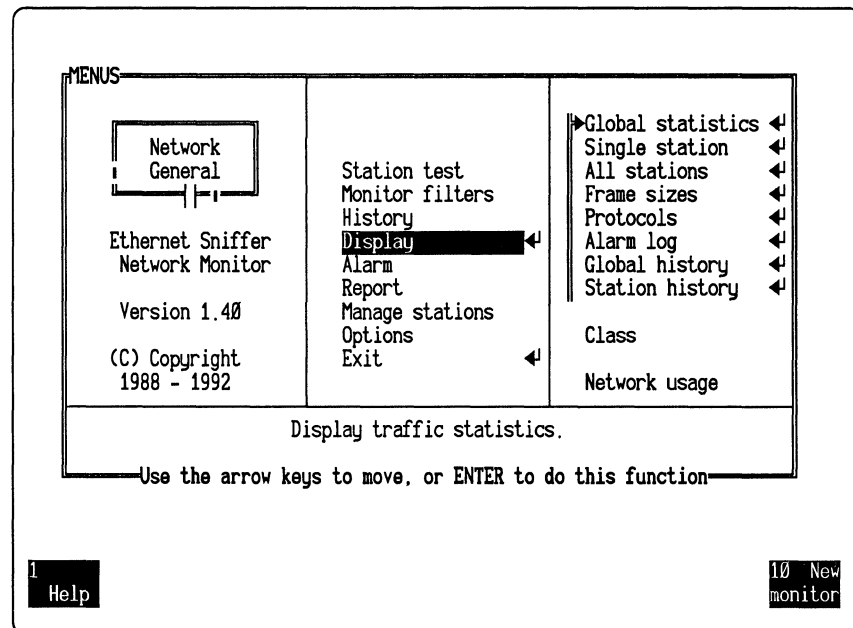 MENUS
Network
General
Ethernet Sniffer
Network Monitor
Version 1.40
(C) Copyright
1988 - 1992
Station test
Monitor filters
History
Display
Alarm
Report
Manage stations
Options
Exit
Global statistics
Single station
All stations
Frame sizes
Protocols
Alarm log
Global history
Station history
Class
Network usage
Display traffic statistics.
Use the arrow keys to move, or ENTER to do this function
1
Help
10 New
monitor